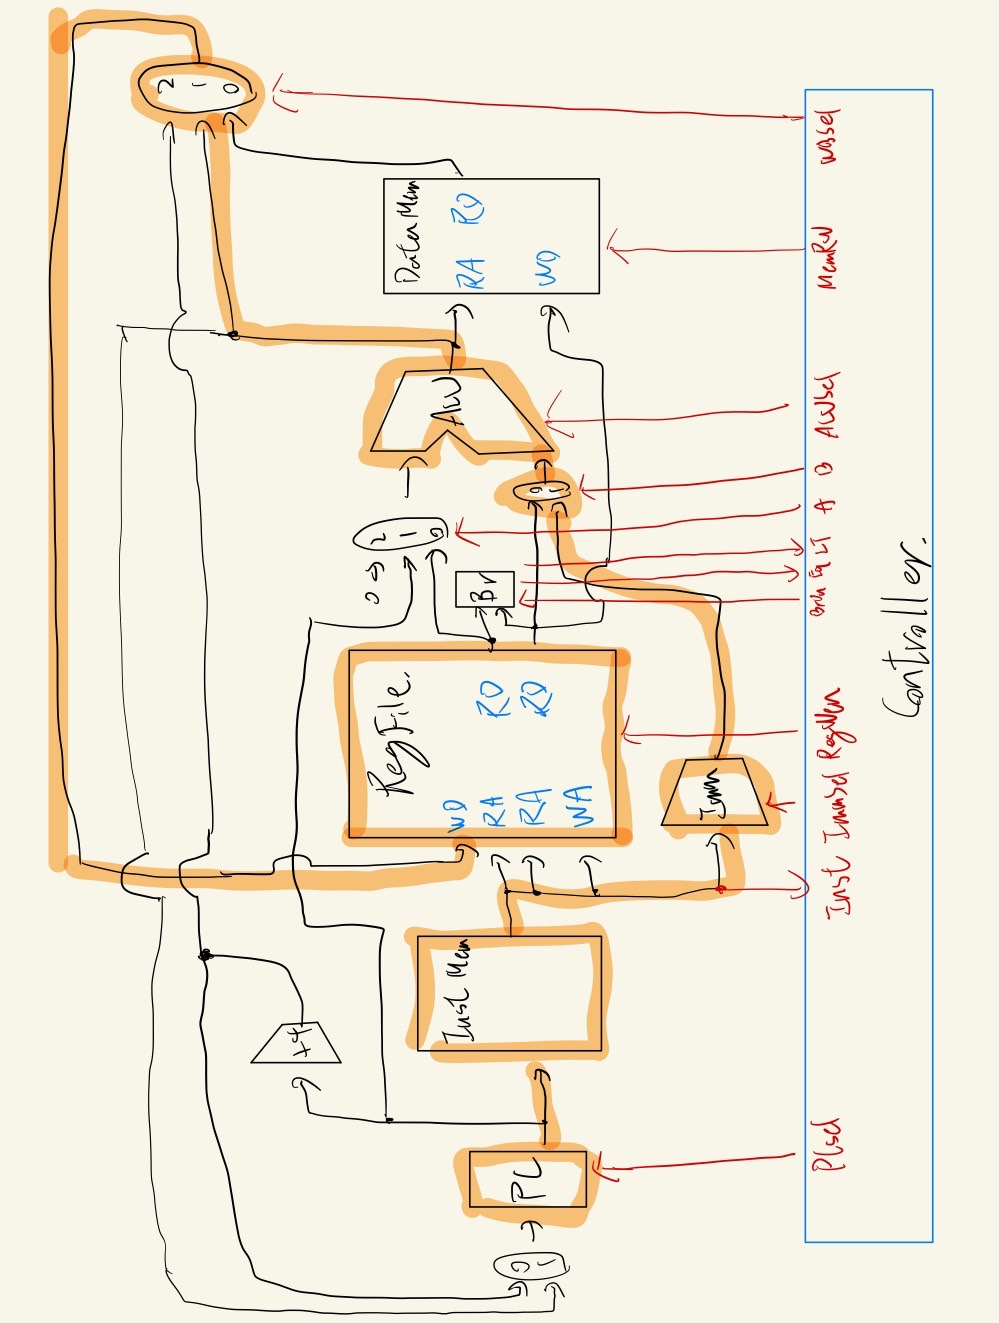 2
1
0
+4
RegFile.
0
2
1
0
ALU
DataMem
Inst Mem
WD
RA
RD
Br
RA
RD
RA
RD
PC
0
1
0
1
WD
WA
Imm
PCsel
Inst
Immsel
RegWen
Brun
Eq
LT
A
B
ALUsel
MemRW
WBsel
Controller.